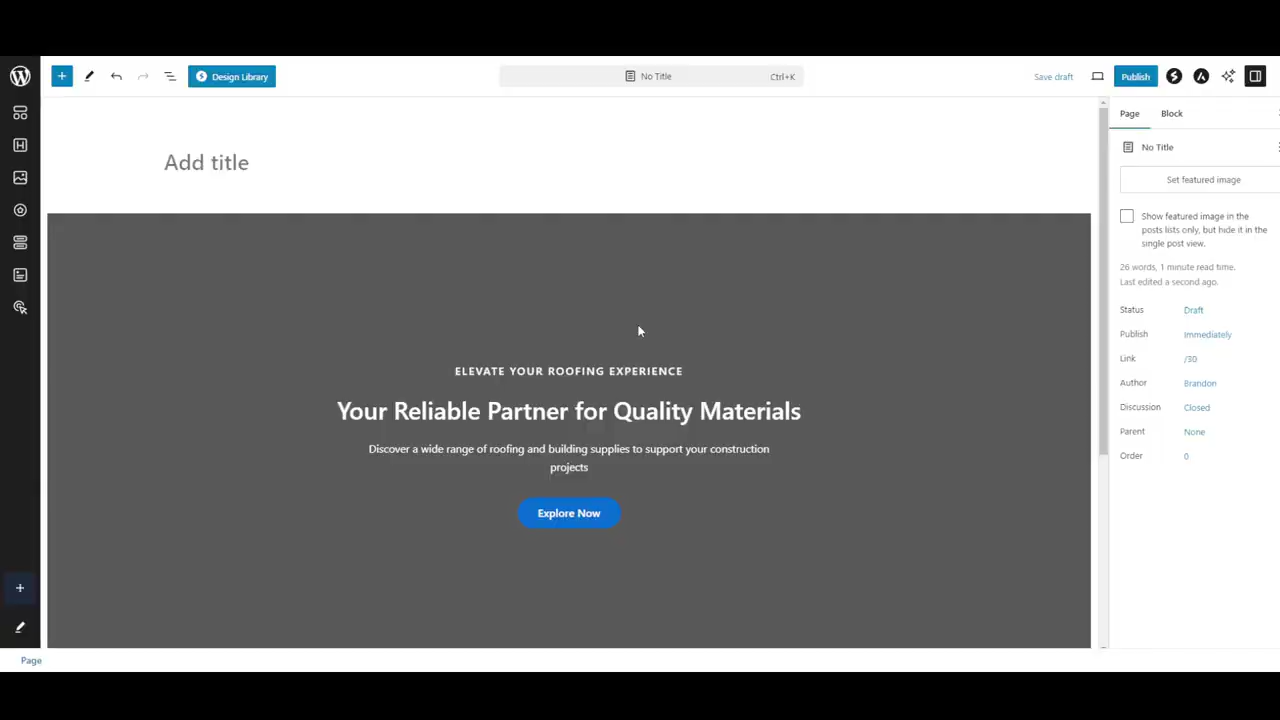 Design Library
No Title
Ctrl+K
Save draft
Publish
Page
Block
No Title
Set featured image
Show featured image in the
posts lists only, but hide it in the
single post view.
26 words, 1 minute read time.
Last edited a second ago.
Status
Draft
Publish
Immediately
Link
/30
Author
Brandon
Discussion
Closed
Parent
None
Order
0
Add title
ELEVATE YOUR ROOFING EXPERIENCE
Your Reliable Partner for Quality Materials
Discover a wide range of roofing and building supplies to support your construction
projects
Explore Now
Page